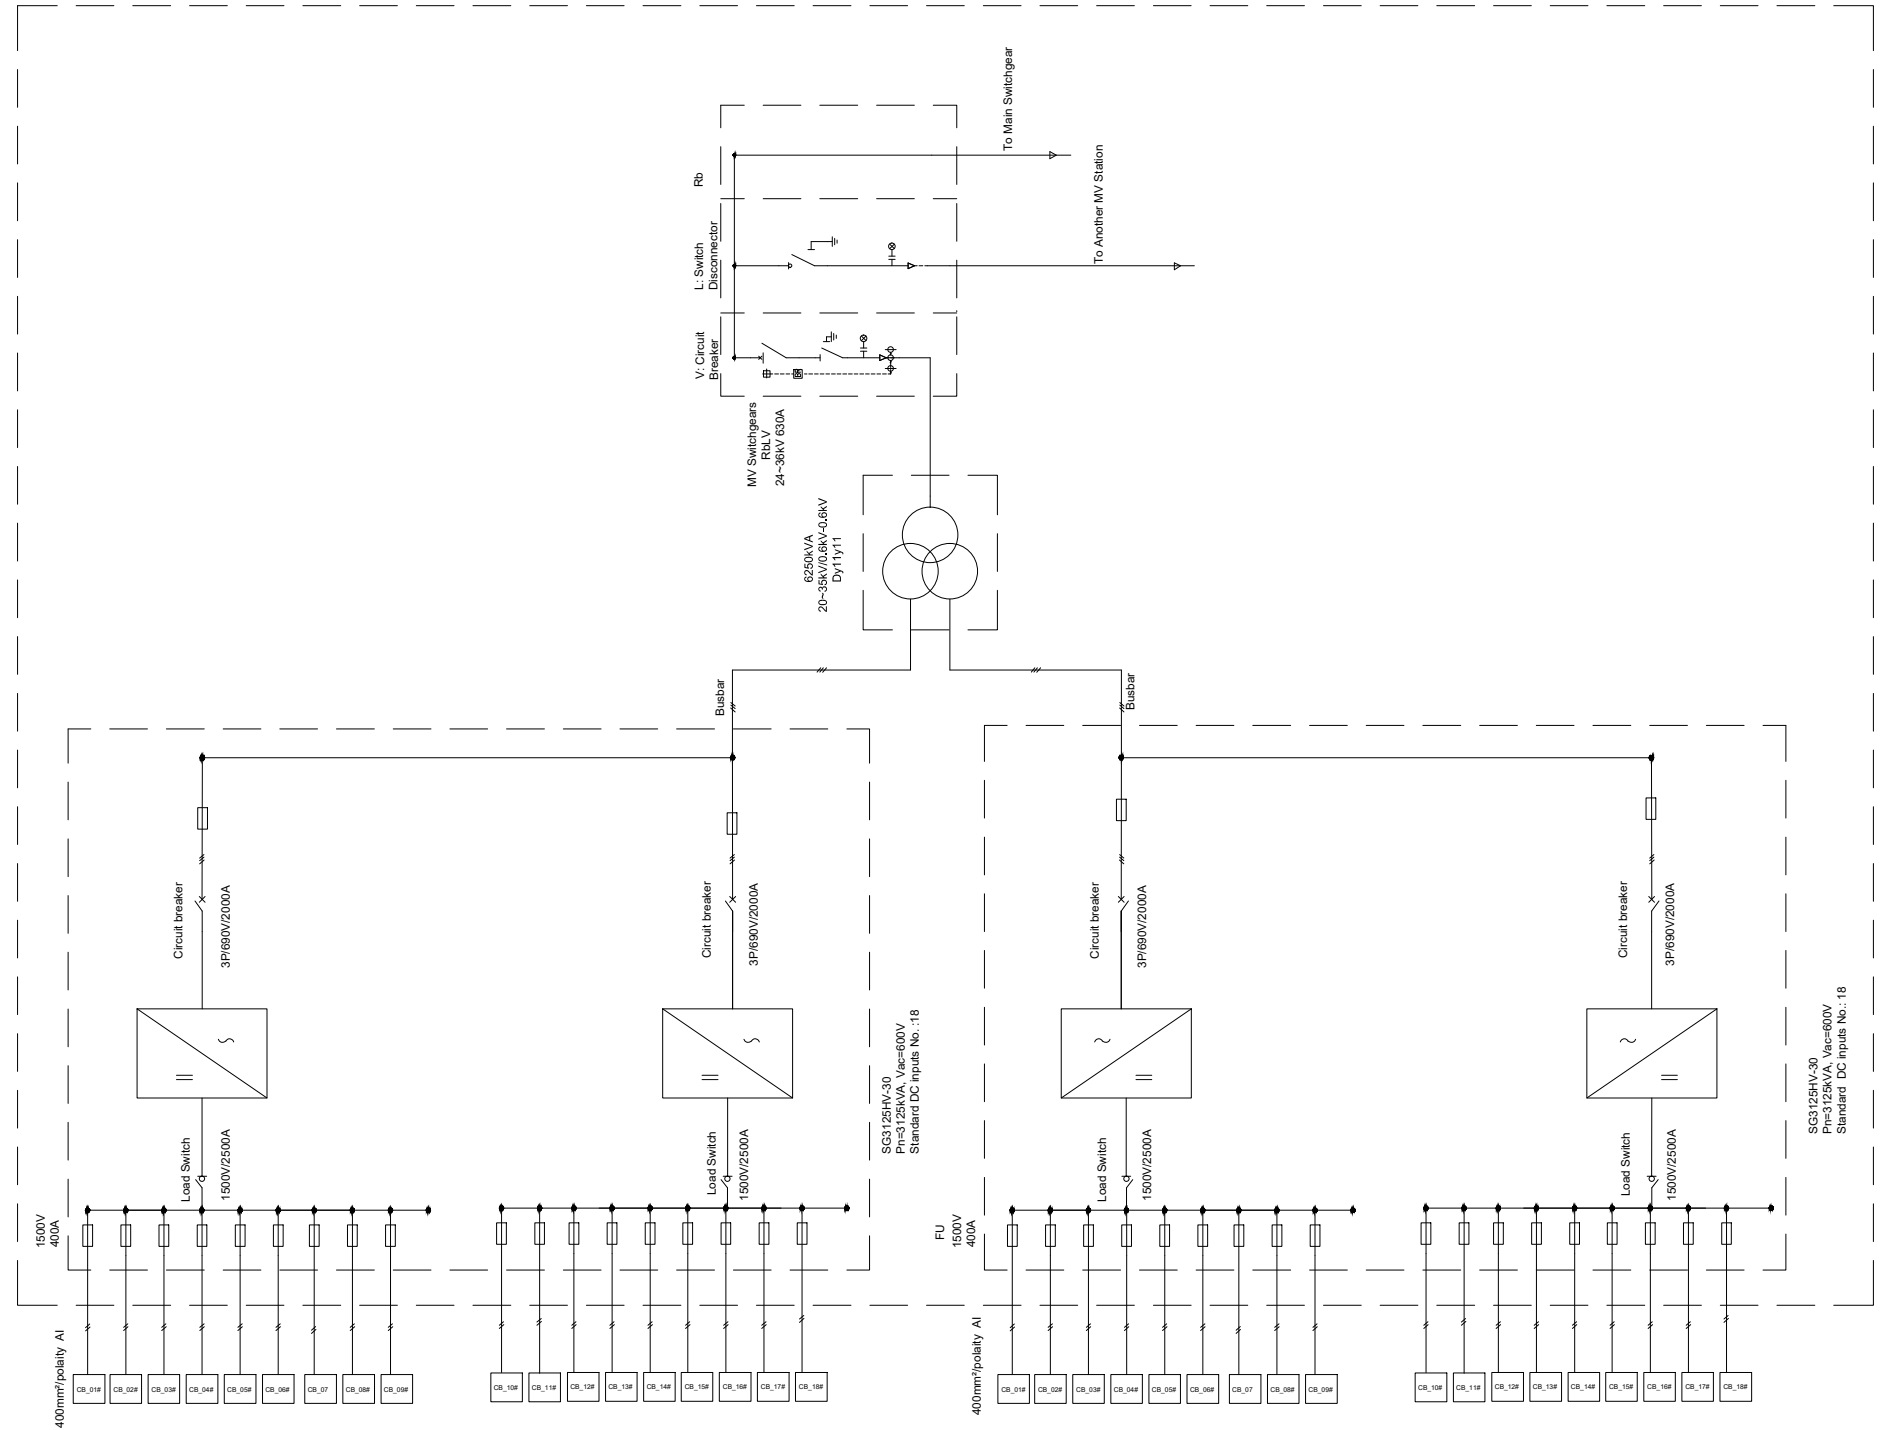 To Main Switchgear
To Another MV Station
Rb
L: Switch
Disconnector
V: Circuit
Breaker
MV Switchgears
RbLV
24~36kV 630A
6250kVA
20~35kV/0.6kV-0.6kV
Dy11y11
Busbar
Busbar
Circuit breaker
3P/690V/2000A
Circuit breaker
3P/690V/2000A
Circuit breaker
3P/690V/2000A
Circuit breaker
3P/690V/2000A
SG3125HV-30
Pn=3125kVA, Vac=600V
Standard DC inputs No.:18
SG3125HV-30
Pn=3125kVA, Vac=600V
Standard DC inputs No.: 18
Load Switch
1500V/2500A
Load Switch
1500V/2500A
Load Switch
1500V/2500A
Load Switch
1500V/2500A
1500V
400A
FU
1500V
400A
400mm²/polaity Al
CB_01#
CB_02#
CB_03#
CB_04#
CB_05#
CB_06#
CB_07
CB_08#
CB_09#
CB_10#
CB_11#
CB_12#
CB_13#
CB_14#
CB_15#
CB_16#
CB_17#
CB_18#
400mm²/polaity Al
CB_01#
CB_02#
CB_03#
CB_04#
CB_05#
CB_06#
CB_07
CB_08#
CB_09#
CB_10#
CB_11#
CB_12#
CB_13#
CB_14#
CB_15#
CB_16#
CB_17#
CB_18#